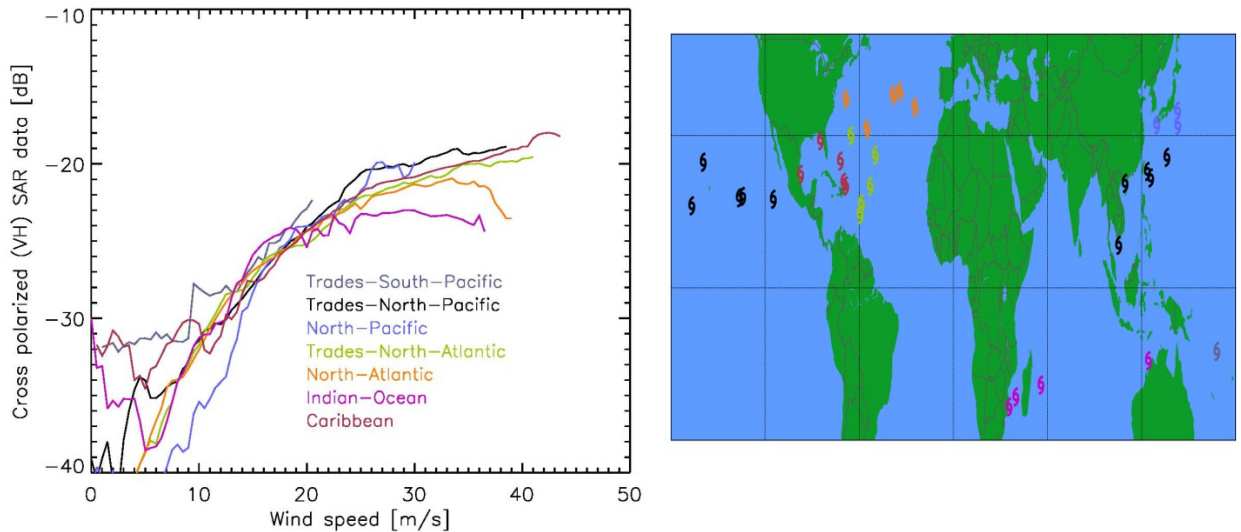 -10
-20
-30
-40
Cross polarized (VH) SAR data [dB]
Trades-South-Pacific
Trades-North-Pacific
North-Pacific
Trades-North-Atlantic
North-Atlantic
Indian-Ocean
Caribbean
0 10 20 30 40 50
Wind speed [m/s]